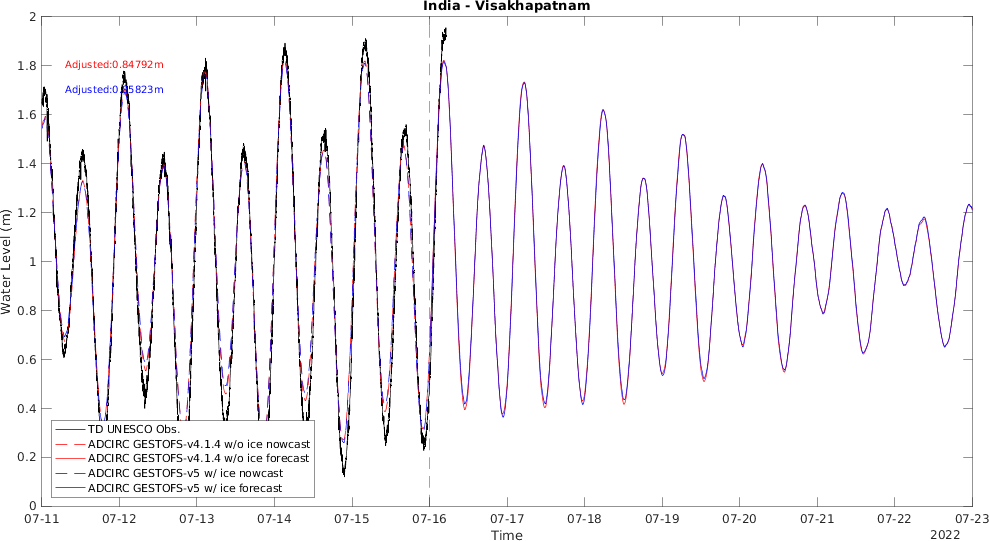 India - Visakhapatnam
Water Level (m)
2
1.8
1.6
1.4
1.2
1
0.8
0.6
0.4
0.2
0
Adjusted:0.84792m
TD UNESCO Obs.
ADCIRC GESTOFS-v4.1.4 w/o ice nowcast
ADCIRC GESTOFS-v4.1.4 w/o ice forecast
ADCIRC GESTOFS-v5 w/ ice nowcast
ADCIRC GESTOFS-v5 w/ ice forecast
07-11 07-12 07-13 07-14 07-15 07-16 07-17 07-18 07-19 07-20 07-21 07-22 07-23
Time
2022